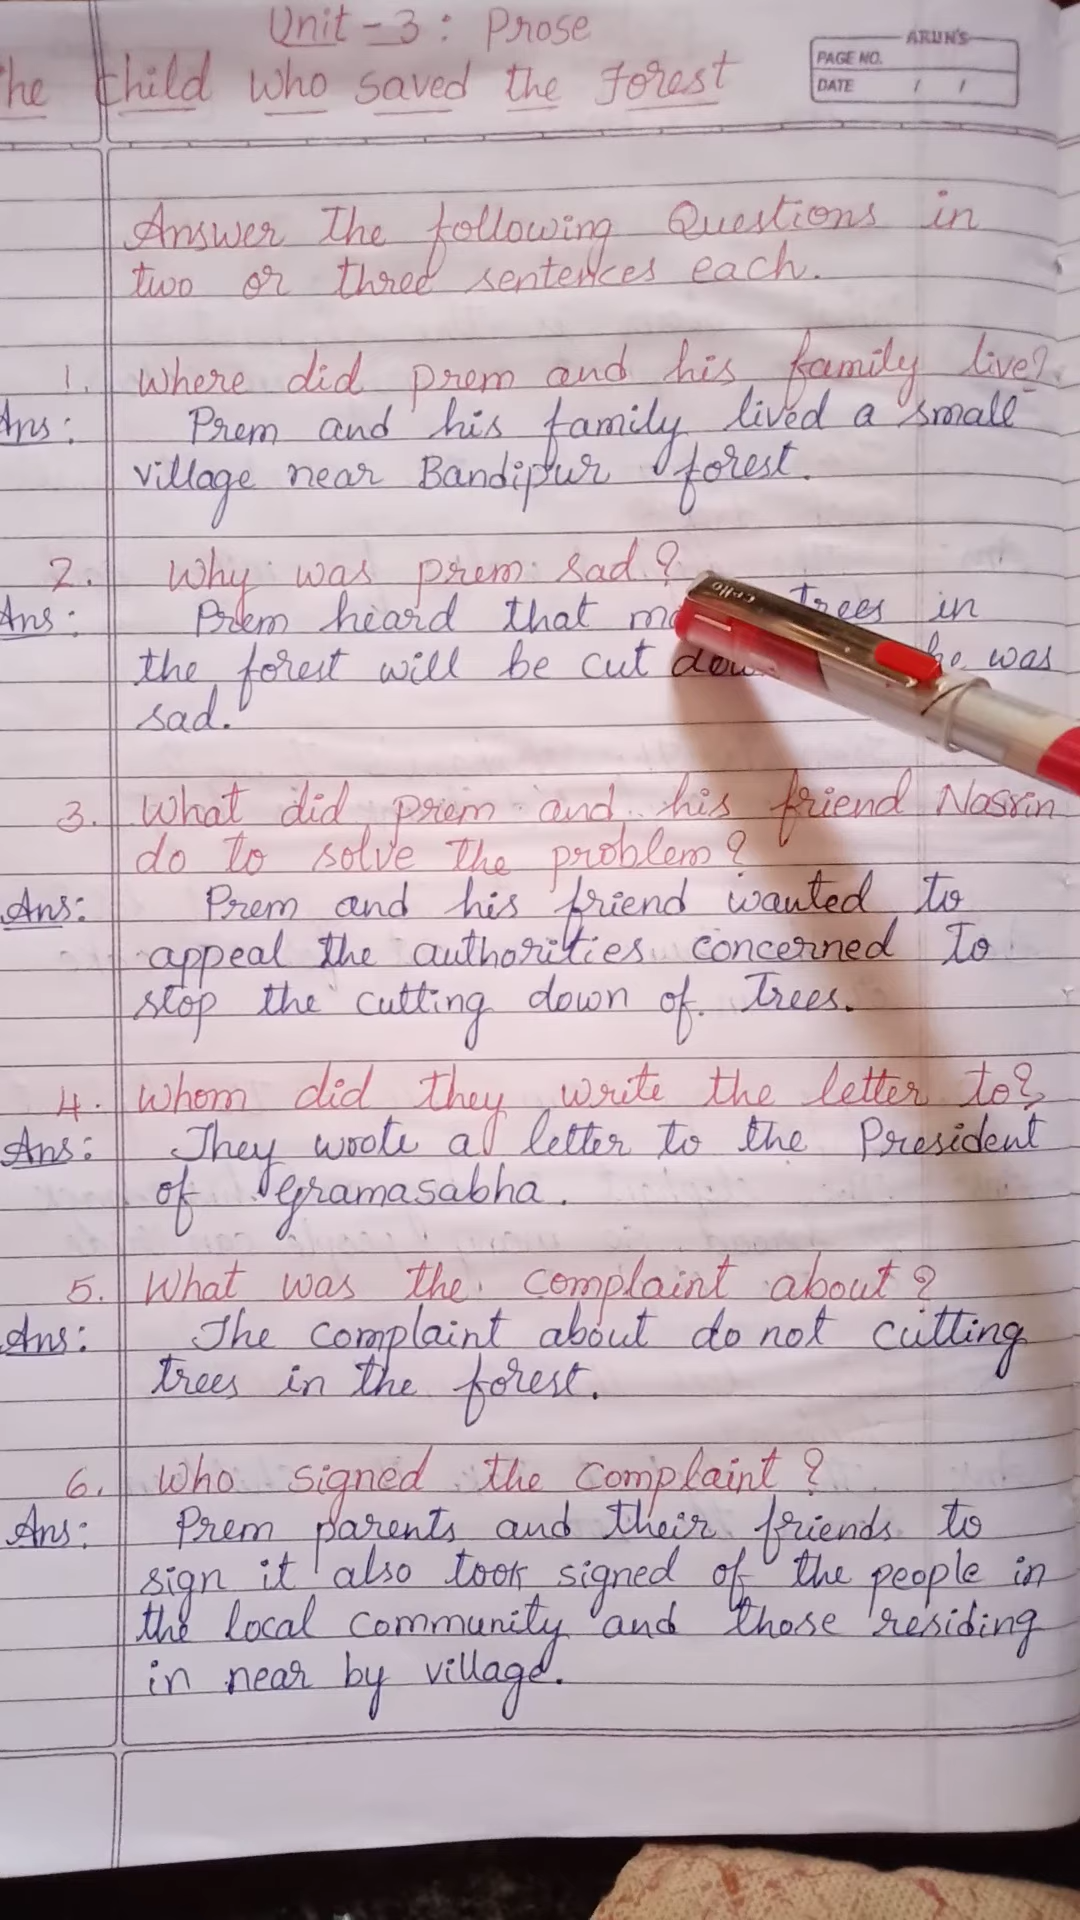 Unit - 3 : Prose
The child who saved the Forest
ARUN'S
PAGE NO.
DATE / /
Answer The following Questions in
two or three sentences each.
1. Where did prem and his family live?
Ans: Prem and his family lived a small
village near Bandipur forest.
2. Why was prem sad.?
Ans: Prem heard that trees in
the forest will be cut he was
sad.
cello
3. What did prem and his friend Nasrin
do to solve the problem?
Ans: Prem and his friend wanted to
appeal the authorities concerned To
stop the cutting down of. Trees.
4. Whom did they write the letter to?
Ans: They wrote a letter to the President
of Gramasabha.
5. What was the complaint about?
Ans: The complaint about do not cutting
trees in the forest.
6. Who signed the complaint?
Ans: Prem parents and their friends to
sign it also took signed of the people in
the local community and those residing
in near by village.